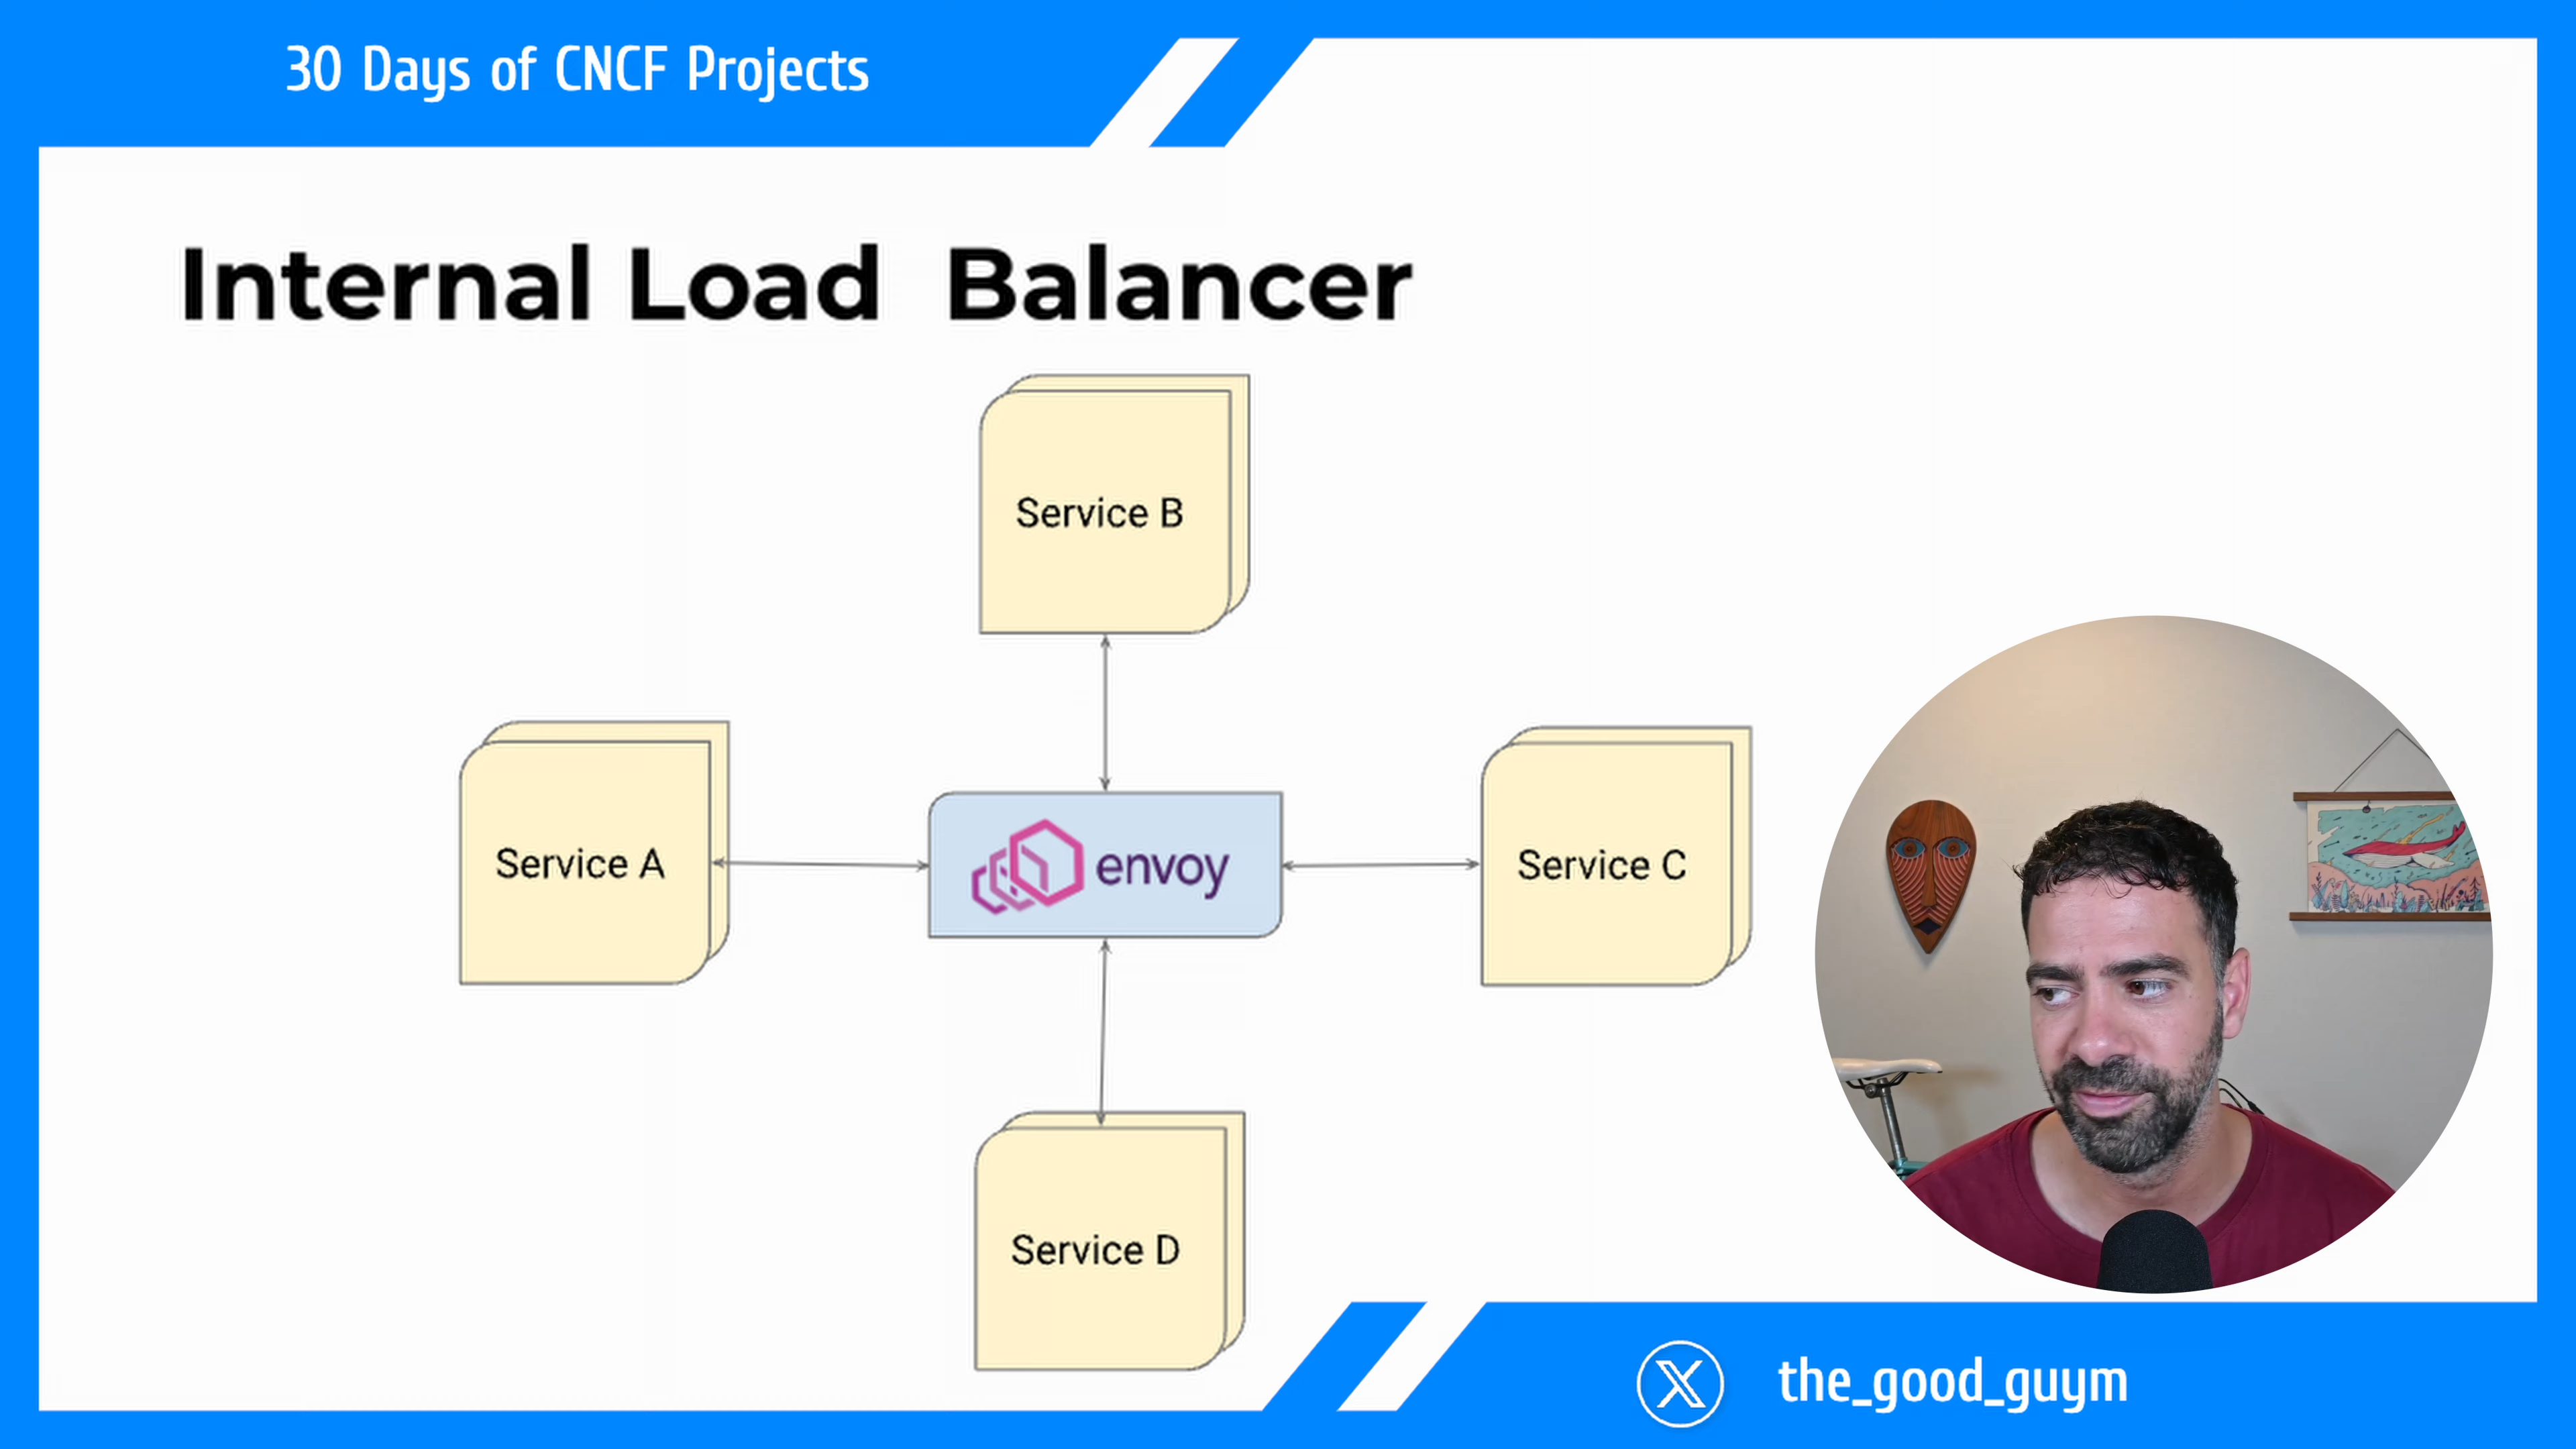 30 Days of CNCF Projects
Internal Load  Balancer
Service B
Service A
envoy
Service C
Service D
the_good_guym